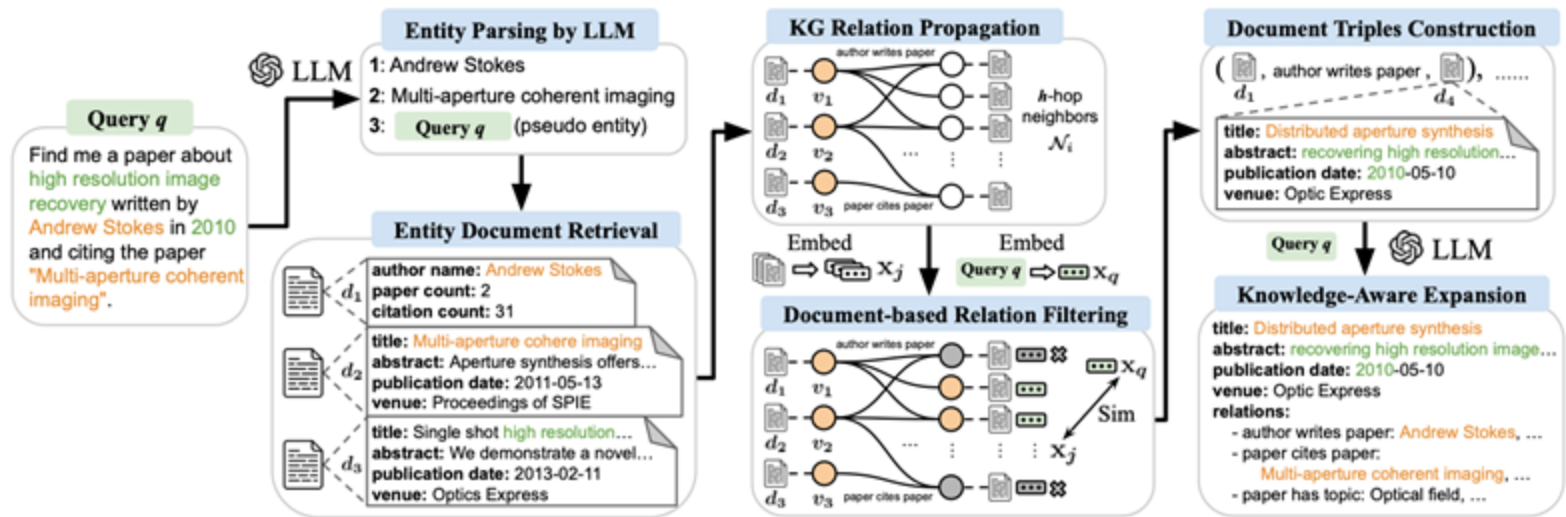 Query q
Find me a paper about
high resolution image
recovery written by
Andrew Stokes in 2010
and citing the paper
"Multi-aperture coherent
imaging".
LLM
Entity Parsing by LLM
1: Andrew Stokes
2: Multi-aperture coherent imaging
3: Query q (pseudo entity)
Entity Document Retrieval
d1
author name: Andrew Stokes
paper count: 2
citation count: 31
d2
title: Multi-aperture cohere imaging
abstract: Aperture synthesis offers...
publication date: 2011-05-13
venue: Proceedings of SPIE
d3
title: Single shot high resolution...
abstract: We demonstrate a novel...
publication date: 2013-02-11
venue: Optics Express
KG Relation Propagation
author writes paper
d1 v1
d2 v2
d3 v3
paper cites paper
h-hop
neighbors
Ni
...
Embed
xj
Embed
Query q xq
Document-based Relation Filtering
author writes paper
d1 v1
d2 v2
d3 v3
paper cites paper
...
xq
Sim
xj
Document Triples Construction
( , author writes paper , ), ......
d1 d4
title: Distributed aperture synthesis
abstract: recovering high resolution...
publication date: 2010-05-10
venue: Optic Express
Query q
LLM
Knowledge-Aware Expansion
title: Distributed aperture synthesis
abstract: recovering high resolution image...
publication date: 2010-05-10
venue: Optic Express
relations:
- author writes paper: Andrew Stokes, ...
- paper cites paper:
Multi-aperture coherent imaging, ...
- paper has topic: Optical field, ...